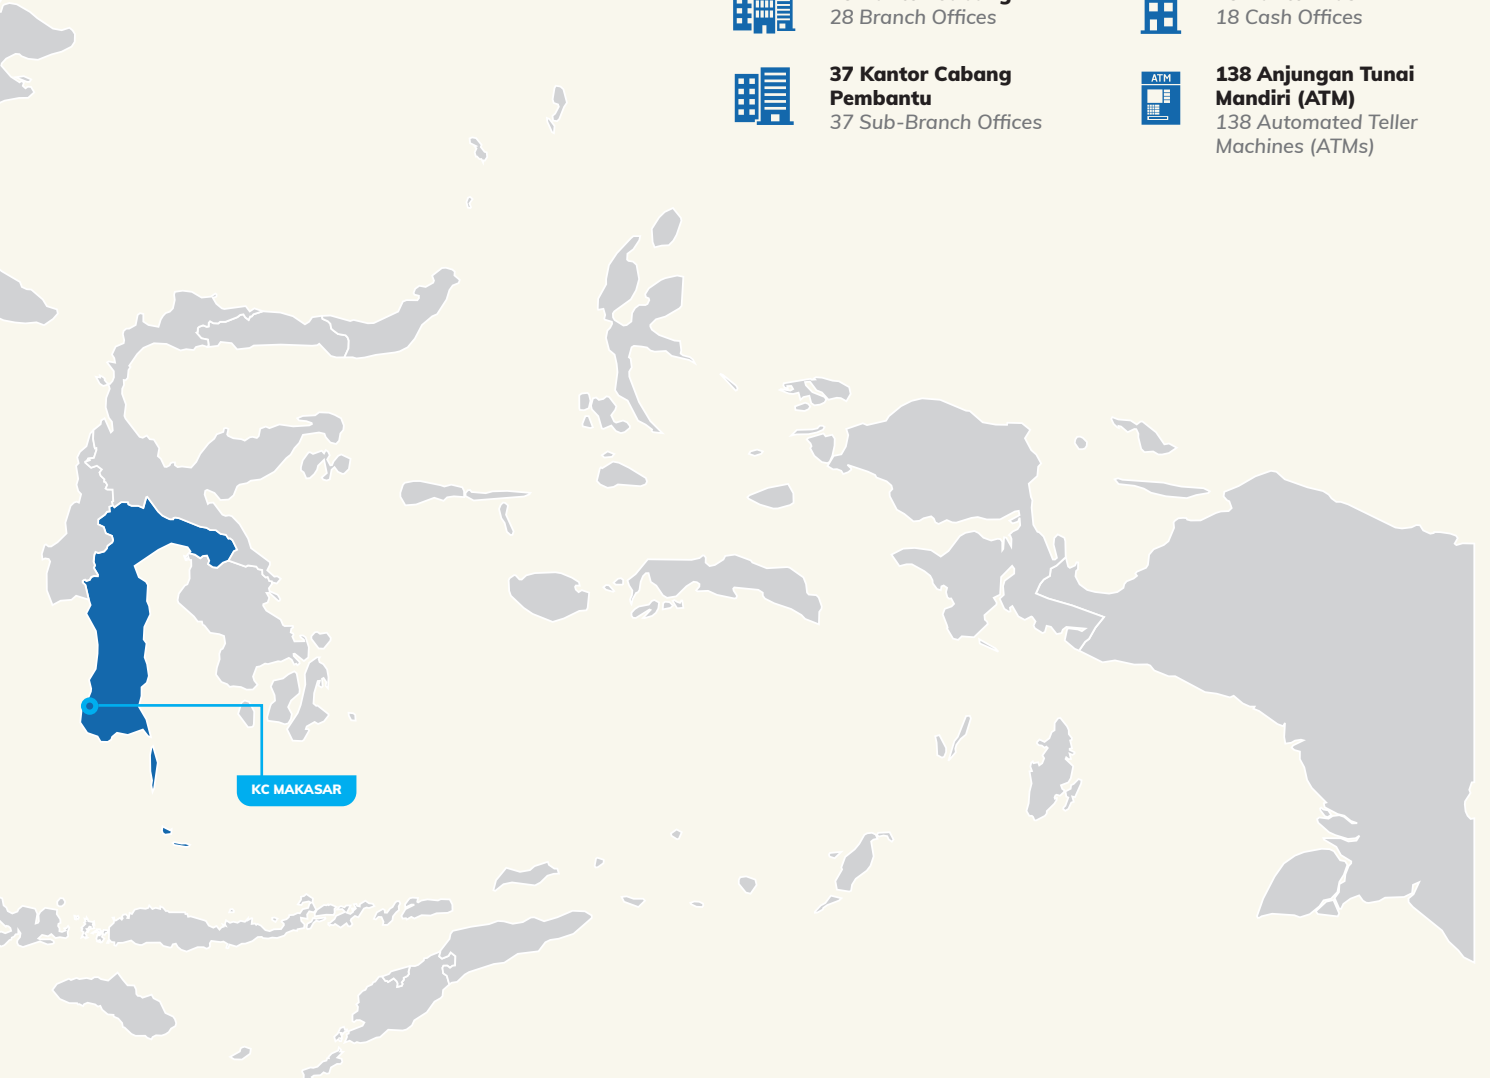 28 Branch Offices
18 Cash Offices
37 Kantor Cabang
Pembantu
37 Sub-Branch Offices
ATM
138 Anjungan Tunai
Mandiri (ATM)
138 Automated Teller
Machines (ATMs)
KC MAKASAR